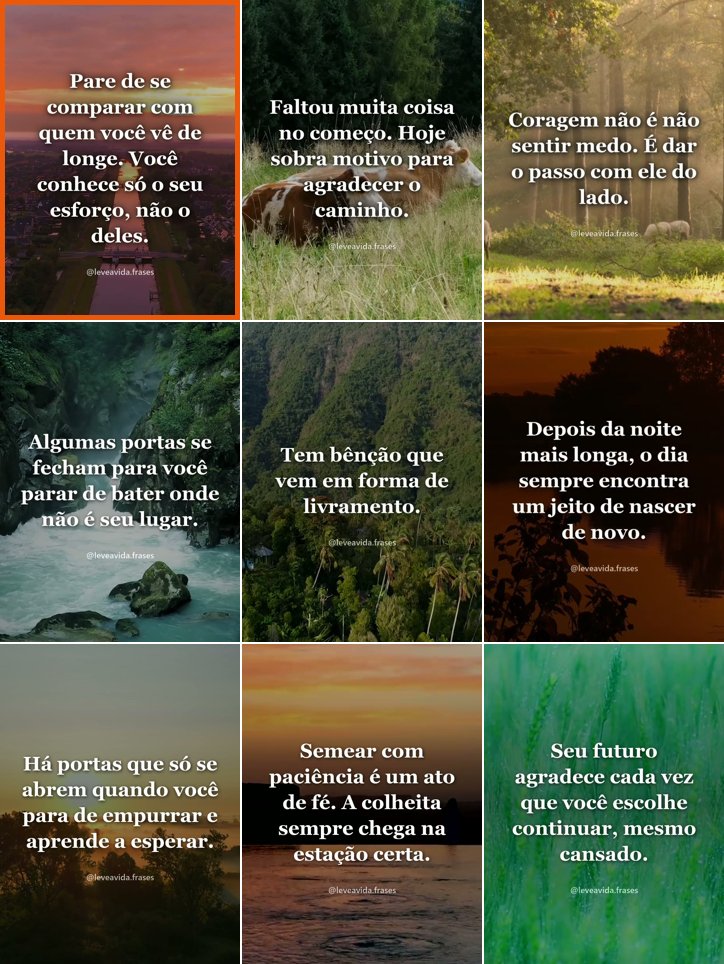 Pare de se
comparar com
quem você vê de
longe. Você
conhece só o seu
esforço, não o
deles.
@leveavida.frases
Faltou muita coisa
no começo. Hoje
sobra motivo para
agradecer o
caminho.
@leveavida.frases
Coragem não é não
sentir medo. É dar
o passo com ele do
lado.
@leveavida.frases
Algumas portas se
fecham para você
parar de bater onde
não é seu lugar.
@leveavida.frases
Tem bênção que
vem em forma de
livramento.
@leveavida.frases
Depois da noite
mais longa, o dia
sempre encontra
um jeito de nascer
de novo.
@leveavida.frases
Há portas que só se
abrem quando você
para de empurrar e
aprende a esperar.
@leveavida.frases
Semear com
paciência é um ato
de fé. A colheita
sempre chega na
estação certa.
@leveavida.frases
Seu futuro
agradece cada vez
que você escolhe
continuar, mesmo
cansado.
@leveavida.frases